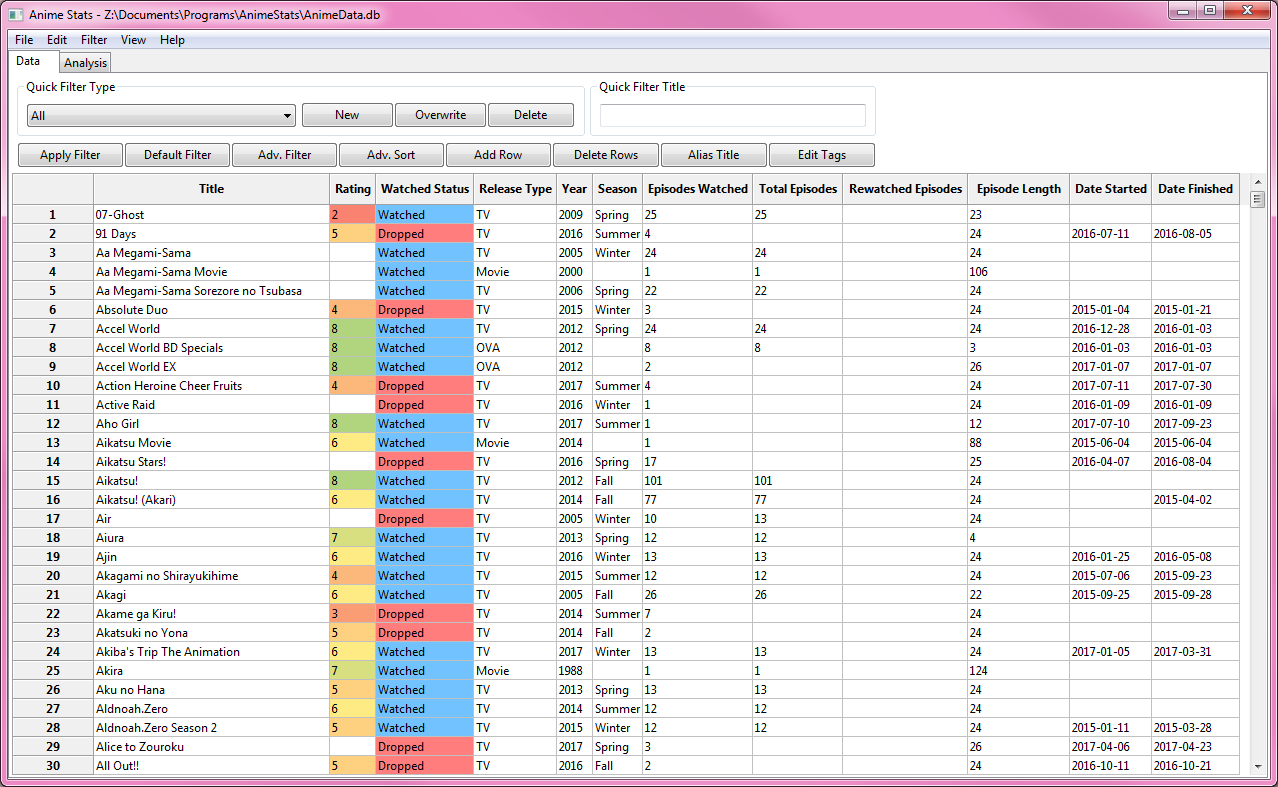 Anime Stats - Z:\Documents\Programs\AnimeStats\AnimeData.db
File Edit Filter View Help
Data Analysis
Quick Filter Type Quick Filter Title
All New Overwrite Delete
Apply Filter Default Filter Adv. Filter Adv. Sort Add Row Delete Rows Alias Title Edit Tags
Title Rating Watched Status Release Type Year Season Episodes Watched Total Episodes Rewatched Episodes Episode Length Date Started Date Finished
1 07-Ghost 2 Watched TV 2009 Spring 25 25 23
2 91 Days 5 Dropped TV 2016 Summer 4 24 2016-07-11 2016-08-05
3 Aa Megami-Sama Watched TV 2005 Winter 24 24 24
4 Aa Megami-Sama Movie Watched Movie 2000 1 1 106
5 Aa Megami-Sama Sorezore no Tsubasa Watched TV 2006 Spring 22 22 24
6 Absolute Duo 4 Dropped TV 2015 Winter 3 24 2015-01-04 2015-01-21
7 Accel World 8 Watched TV 2012 Spring 24 24 24 2016-12-28 2016-01-03
8 Accel World BD Specials 8 Watched OVA 2012 8 8 3 2016-01-03 2016-01-03
9 Accel World EX 8 Watched OVA 2012 2 26 2017-01-07 2017-01-07
10 Action Heroine Cheer Fruits 4 Dropped TV 2017 Summer 4 24 2017-07-11 2017-07-30
11 Active Raid Dropped TV 2016 Winter 1 24 2016-01-09 2016-01-09
12 Aho Girl 8 Watched TV 2017 Summer 1 12 2017-07-10 2017-09-23
13 Aikatsu Movie 6 Watched Movie 2014 1 88 2015-06-04 2015-06-04
14 Aikatsu Stars! Dropped TV 2016 Spring 17 25 2016-04-07 2016-08-04
15 Aikatsu! 8 Watched TV 2012 Fall 101 101 24
16 Aikatsu! (Akari) 6 Watched TV 2014 Fall 77 77 24 2015-04-02
17 Air Dropped TV 2005 Winter 10 13 24
18 Aiura 7 Watched TV 2013 Spring 12 12 4
19 Ajin 6 Watched TV 2016 Winter 13 13 24 2016-01-25 2016-05-08
20 Akagami no Shirayukihime 4 Watched TV 2015 Summer 12 12 24 2015-07-06 2015-09-23
21 Akagi 6 Watched TV 2005 Fall 26 26 22 2015-09-25 2015-09-28
22 Akame ga Kiru! 3 Dropped TV 2014 Summer 7 24
23 Akatsuki no Yona 5 Dropped TV 2014 Fall 2 24
24 Akiba's Trip The Animation 6 Watched TV 2017 Winter 13 13 24 2017-01-05 2017-03-31
25 Akira 7 Watched Movie 1988 1 1 124
26 Aku no Hana 5 Watched TV 2013 Spring 13 13 24
27 Aldnoah.Zero 6 Watched TV 2014 Summer 12 12 24
28 Aldnoah.Zero Season 2 5 Watched TV 2015 Winter 12 12 24 2015-01-11 2015-03-28
29 Alice to Zouroku Dropped TV 2017 Spring 3 26 2017-04-06 2017-04-23
30 All Out!! 5 Dropped TV 2016 Fall 2 24 2016-10-11 2016-10-21